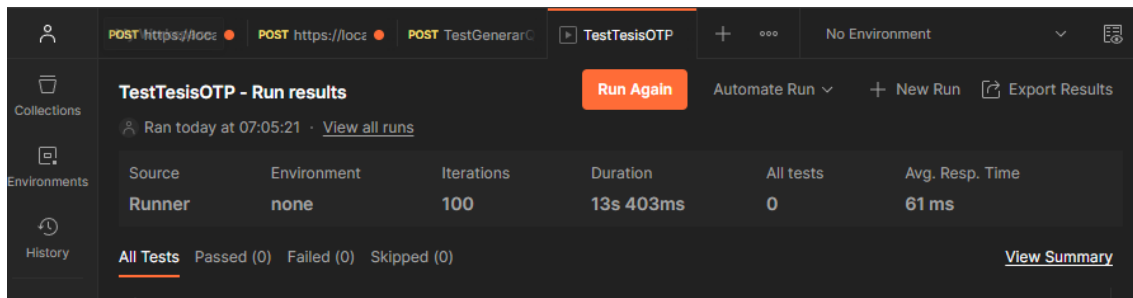 POST https://loca POST https://loca POST TestGenerarC TestTesisOTP No Environment
TestTesisOTP - Run results
Run Again Automate Run New Run Export Results
Ran today at 07:05:21 · View all runs
Collections
Environments
History
Source Environment Iterations Duration All tests Avg. Resp. Time
Runner none 100 13s 403ms 0 61 ms
All Tests Passed (0) Failed (0) Skipped (0) View Summary